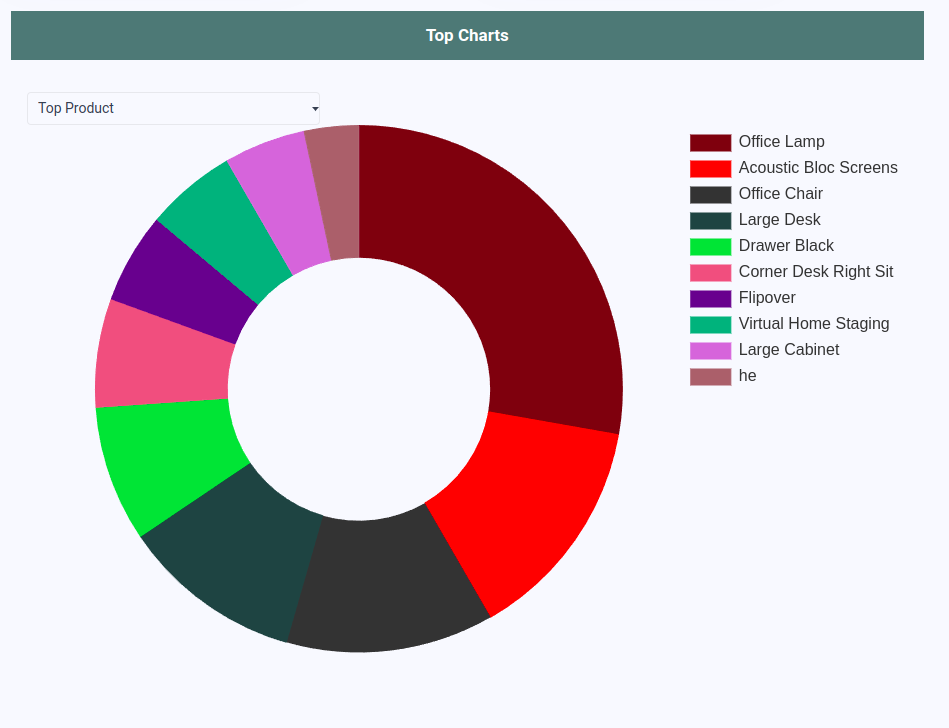 Top Charts
Top Product
Office Lamp
Acoustic Bloc Screens
Office Chair
Large Desk
Drawer Black
Corner Desk Right Sit
Flipover
Virtual Home Staging
Large Cabinet
he